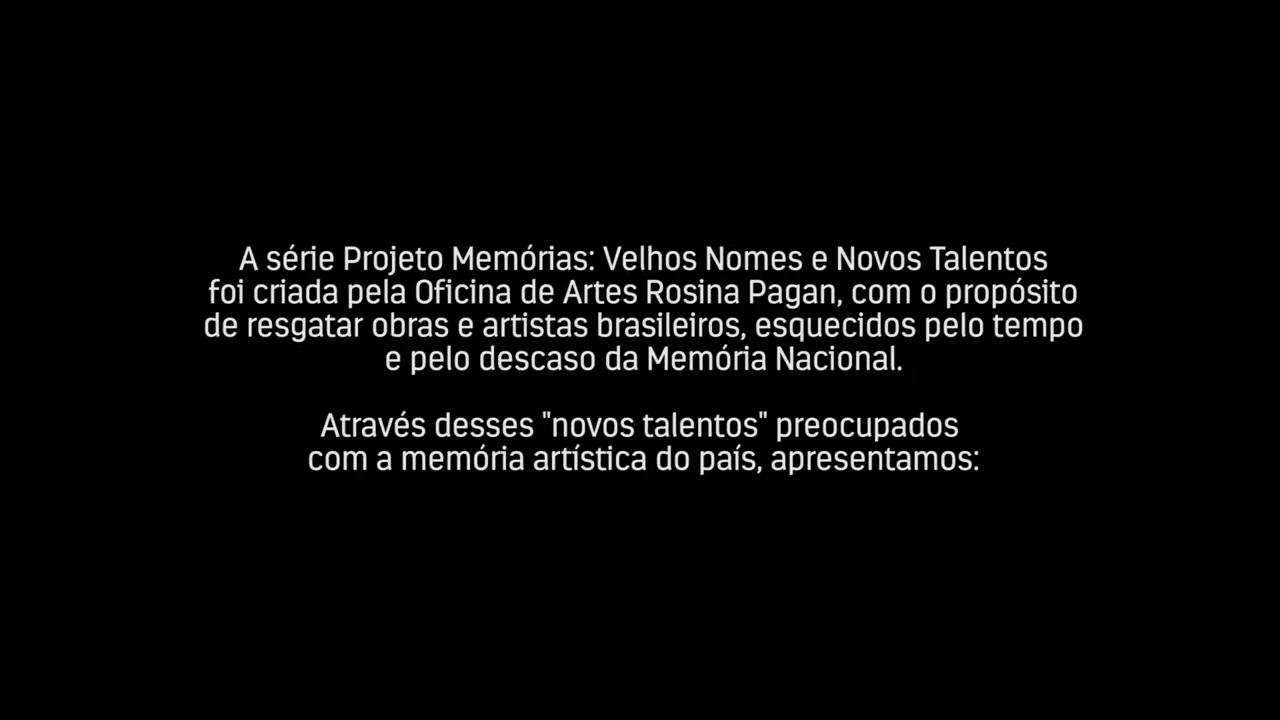 A série Projeto Memórias: Velhos Nomes e Novos Talentos
foi criada pela Oficina de Artes Rosina Pagan, com o propósito
de resgatar obras e artistas brasileiros, esquecidos pelo tempo
e pelo descaso da Memória Nacional.
Através desses "novos talentos" preocupados
com a memória artística do país, apresentamos: